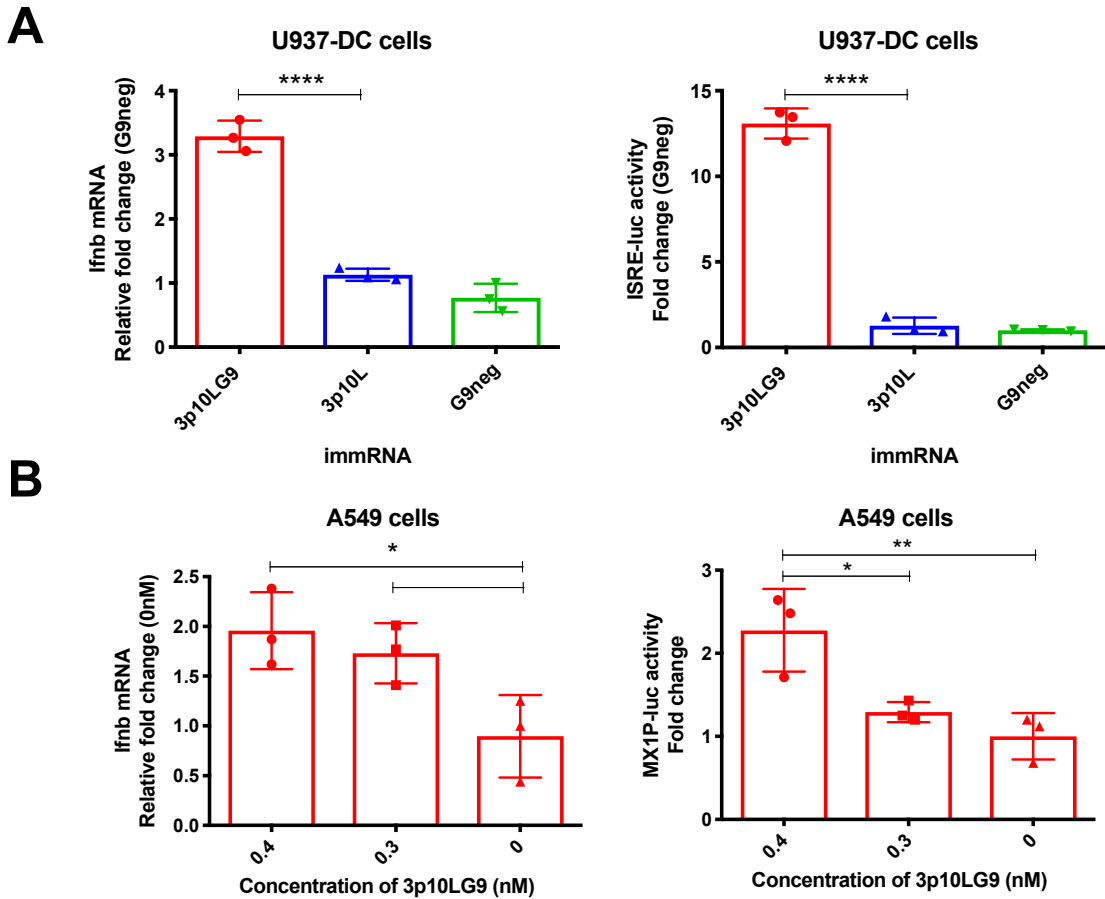 A
U937-DC cells
****
Ifnb mRNA
Relative fold change (G9neg)
4
3
2
1
0
3p10LG9
3p10L
G9neg
immRNA
U937-DC cells
****
ISRE-luc activity
Fold change (G9neg)
15
10
5
0
3p10LG9
3p10L
G9neg
immRNA
B
A549 cells
*
Ifnb mRNA
Relative fold change (0nM)
2.5
2.0
1.5
1.0
0.5
0.0
0.4
0.3
0
Concentration of 3p10LG9 (nM)
A549 cells
**
*
MX1P-luc activity
Fold change
3
2
1
0
0.4
0.3
0
Concentration of 3p10LG9 (nM)